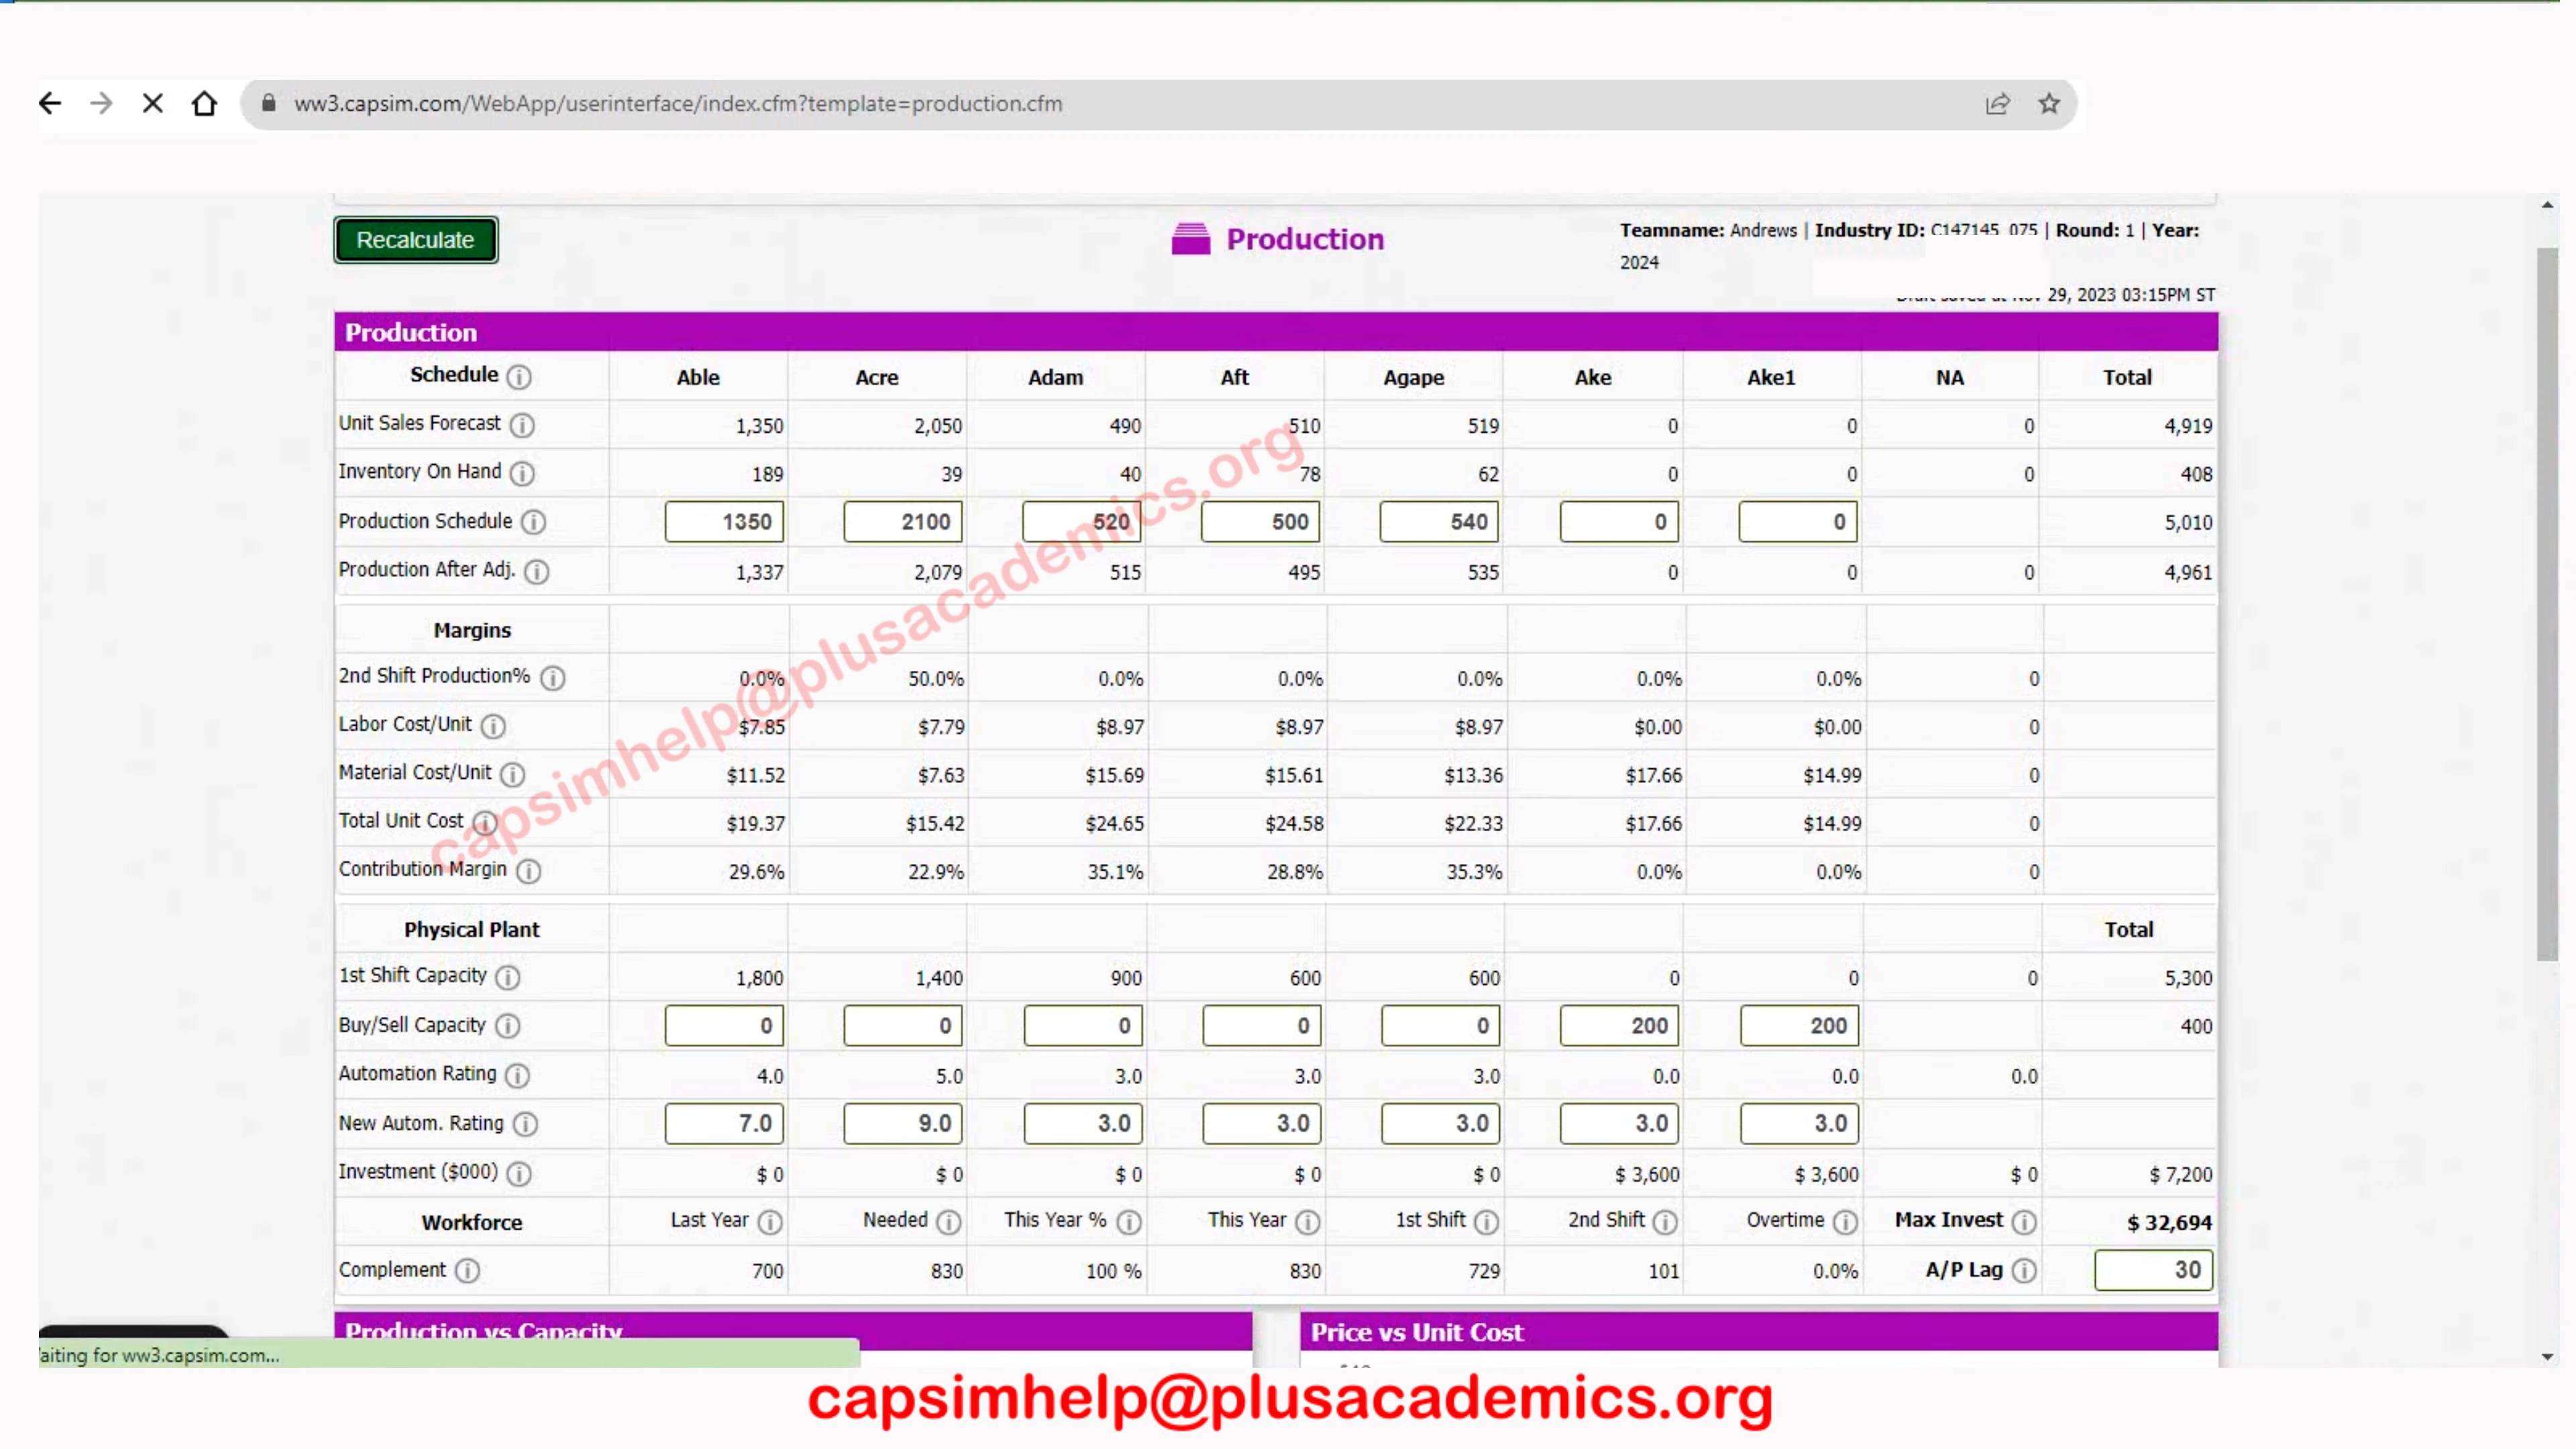 ww3.capsim.com/WebApp/userinterface/index.cfm?template=production.cfm
Recalculate
Production
Teamname: Andrews | Industry ID: C147145_075 | Round: 1 | Year:
2024
29, 2023 03:15PM ST
Production
Schedule Able Acre Adam Aft Agape Ake Ake1 NA Total
Unit Sales Forecast 1,350 2,050 490 510 519 0 0 0 4,919
Inventory On Hand 189 39 40 78 62 0 0 0 408
Production Schedule 1350 2100 520 500 540 0 0 5,010
Production After Adj. 1,337 2,079 515 495 535 0 0 0 4,961
Margins
2nd Shift Production% 0.0% 50.0% 0.0% 0.0% 0.0% 0.0% 0.0% 0
Labor Cost/Unit $7.85 $7.79 $8.97 $8.97 $8.97 $0.00 $0.00 0
Material Cost/Unit $11.52 $7.63 $15.69 $15.61 $13.36 $17.66 $14.99 0
Total Unit Cost $19.37 $15.42 $24.65 $24.58 $22.33 $17.66 $14.99 0
Contribution Margin 29.6% 22.9% 35.1% 28.8% 35.3% 0.0% 0.0% 0
capsimhelp@plusacademics.org
Physical Plant Total
1st Shift Capacity 1,800 1,400 900 600 600 0 0 0 5,300
Buy/Sell Capacity 0 0 0 0 0 200 200 400
Automation Rating 4.0 5.0 3.0 3.0 3.0 0.0 0.0 0.0
New Autom. Rating 7.0 9.0 3.0 3.0 3.0 3.0 3.0
Investment ($000) $ 0 $ 0 $ 0 $ 0 $ 0 $ 3,600 $ 3,600 $ 0 $ 7,200
Workforce Last Year Needed This Year % This Year 1st Shift 2nd Shift Overtime Max Invest $ 32,694
Complement 700 830 100 % 830 729 101 0.0% A/P Lag 30
Production vs Capacity Price vs Unit Cost
aiting for ww3.capsim.com...
capsimhelp@plusacademics.org